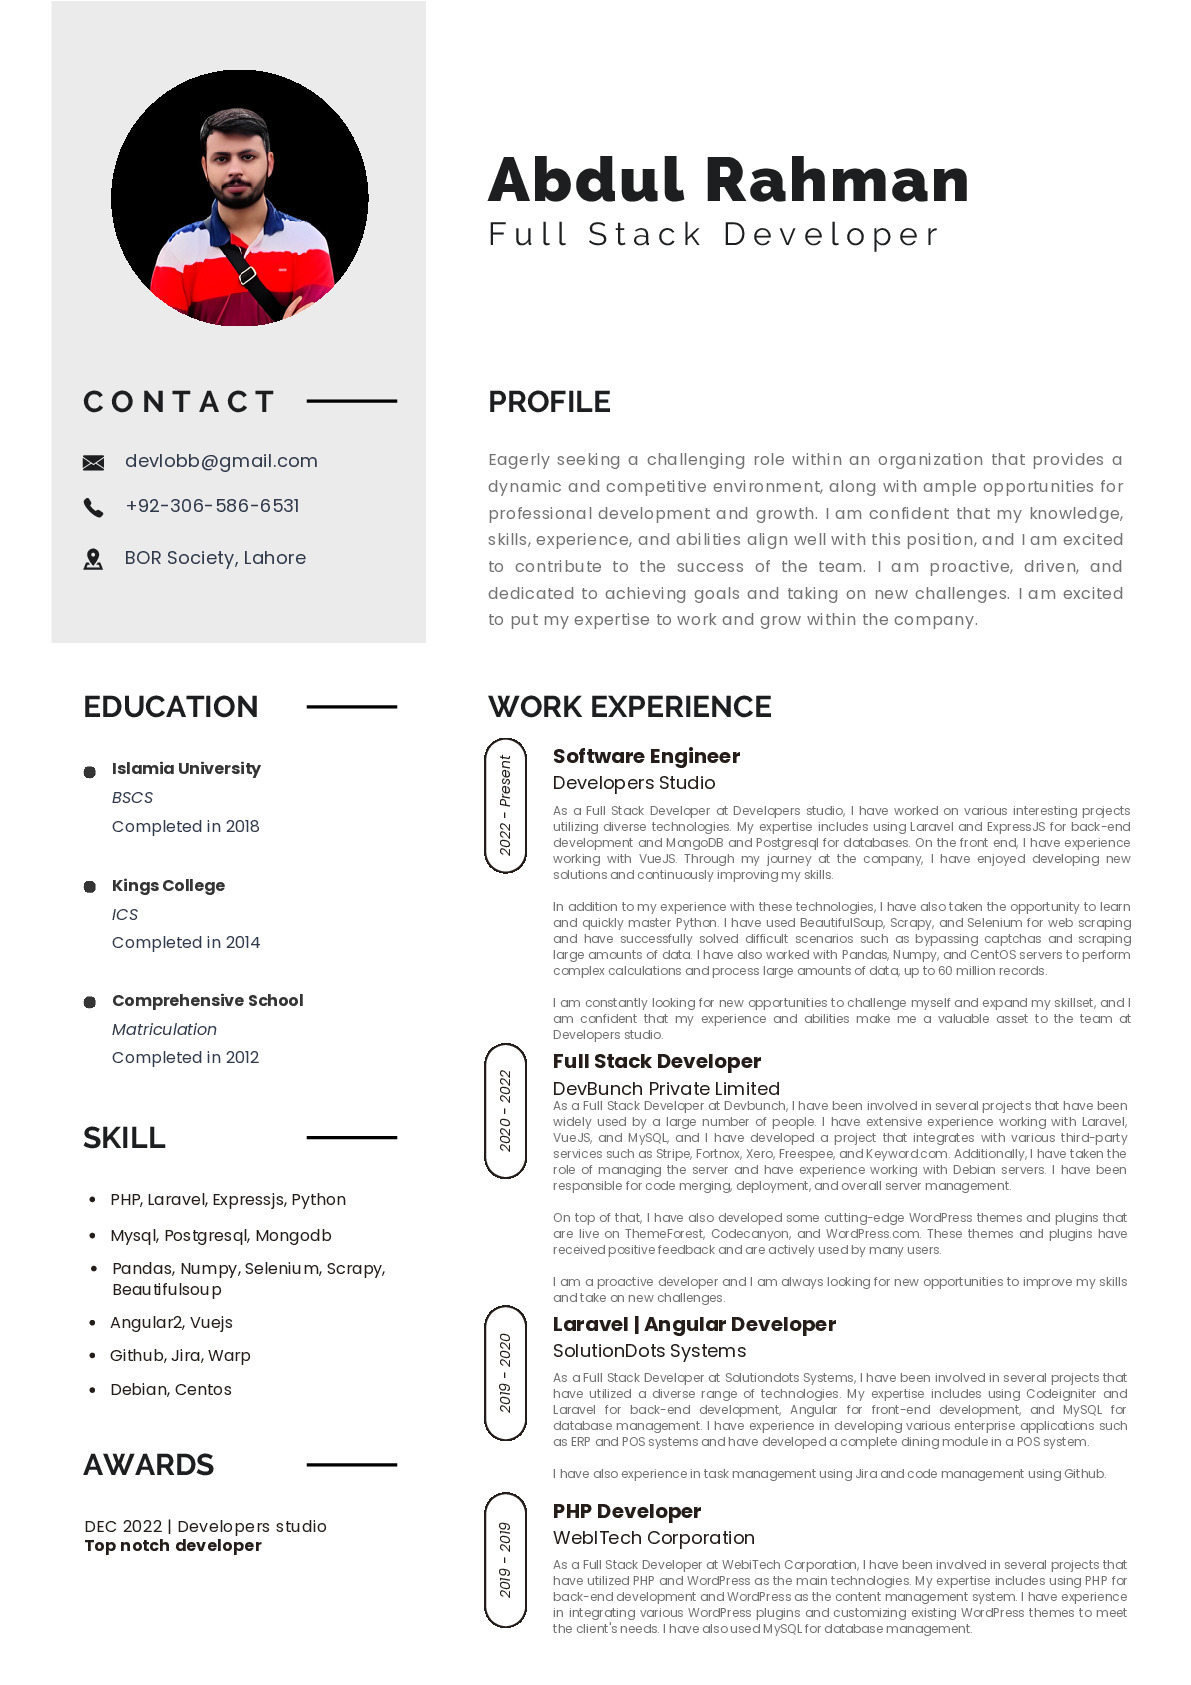 Abdul Rahman
Full Stack Developer
CONTACT
devlobb@gmail.com
+92-306-586-6531
BOR Society, Lahore
PROFILE
Eagerly seeking a challenging role within an organization that provides a
dynamic and competitive environment, along with ample opportunities for
professional development and growth. I am confident that my knowledge,
skills, experience, and abilities align well with this position, and I am excited
to contribute to the success of the team. I am proactive, driven, and
dedicated to achieving goals and taking on new challenges. I am excited
to put my expertise to work and grow within the company.
EDUCATION
Islamia University
BSCS
Completed in 2018
Kings College
ICS
Completed in 2014
Comprehensive School
Matriculation
Completed in 2012
SKILL
• PHP, Laravel, Expressjs, Python
• Mysql, Postgresql, Mongodb
• Pandas, Numpy, Selenium, Scrapy,
Beautifulsoup
• Angular2, Vuejs
• Github, Jira, Warp
• Debian, Centos
AWARDS
DEC 2022 | Developers studio
Top notch developer
WORK EXPERIENCE
2022 - Present
Software Engineer
Developers Studio
As a Full Stack Developer at Developers studio, I have worked on various interesting projects
utilizing diverse technologies. My expertise includes using Laravel and ExpressJS for back-end
development and MongoDB and Postgresql for databases. On the front end, I have experience
working with VueJS. Through my journey at the company, I have enjoyed developing new
solutions and continuously improving my skills.
In addition to my experience with these technologies, I have also taken the opportunity to learn
and quickly master Python. I have used BeautifulSoup, Scrapy, and Selenium for web scraping
and have successfully solved difficult scenarios such as bypassing captchas and scraping
large amounts of data. I have also worked with Pandas, Numpy, and CentOS servers to perform
complex calculations and process large amounts of data, up to 60 million records.
I am constantly looking for new opportunities to challenge myself and expand my skillset, and I
am confident that my experience and abilities make me a valuable asset to the team at
Developers studio.
2020 - 2022
Full Stack Developer
DevBunch Private Limited
As a Full Stack Developer at Devbunch, I have been involved in several projects that have been
widely used by a large number of people. I have extensive experience working with Laravel,
VueJS, and MySQL, and I have developed a project that integrates with various third-party
services such as Stripe, Fortnox, Xero, Freespee, and Keyword.com. Additionally, I have taken the
role of managing the server and have experience working with Debian servers. I have been
responsible for code merging, deployment, and overall server management.
On top of that, I have also developed some cutting-edge WordPress themes and plugins that
are live on ThemeForest, Codecanyon, and WordPress.com. These themes and plugins have
received positive feedback and are actively used by many users.
I am a proactive developer and I am always looking for new opportunities to improve my skills
and take on new challenges.
2019 - 2020
Laravel | Angular Developer
SolutionDots Systems
As a Full Stack Developer at Solutiondots Systems, I have been involved in several projects that
have utilized a diverse range of technologies. My expertise includes using Codeigniter and
Laravel for back-end development, Angular for front-end development, and MySQL for
database management. I have experience in developing various enterprise applications such
as ERP and POS systems and have developed a complete dining module in a POS system.
I have also experience in task management using Jira and code management using Github.
2019 - 2019
PHP Developer
WebITech Corporation
As a Full Stack Developer at WebiTech Corporation, I have been involved in several projects that
have utilized PHP and WordPress as the main technologies. My expertise includes using PHP for
back-end development and WordPress as the content management system. I have experience
in integrating various WordPress plugins and customizing existing WordPress themes to meet
the client's needs. I have also used MySQL for database management.